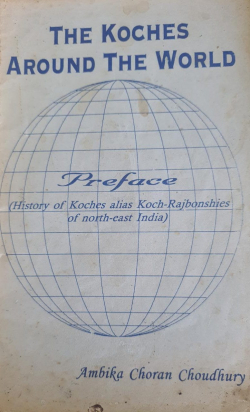 THE KOCHES
AROUND THE WORLD
Preface
(History of Koches alias Koch-Rajbonshies
of north-east India)
Ambika Choran Choudhury